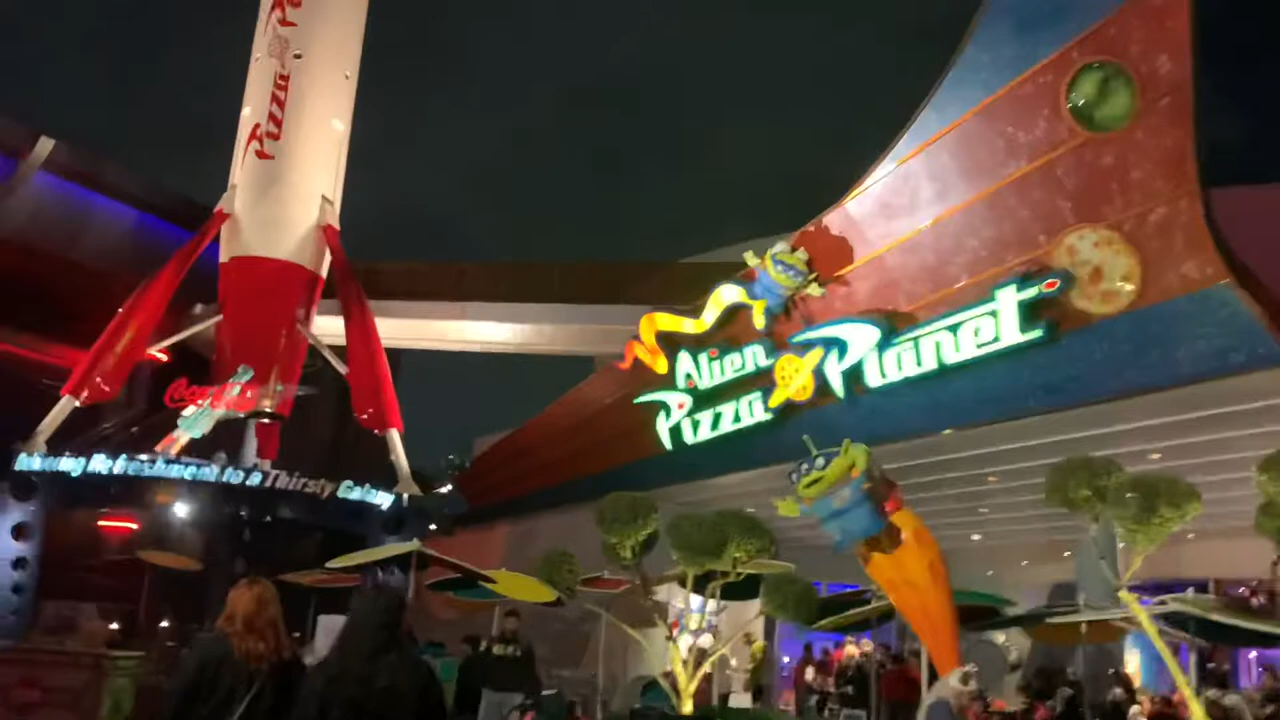 Pizza
Coca-Cola
Delivering Refreshment to a Thirsty Galaxy
Alien
Pizza Planet